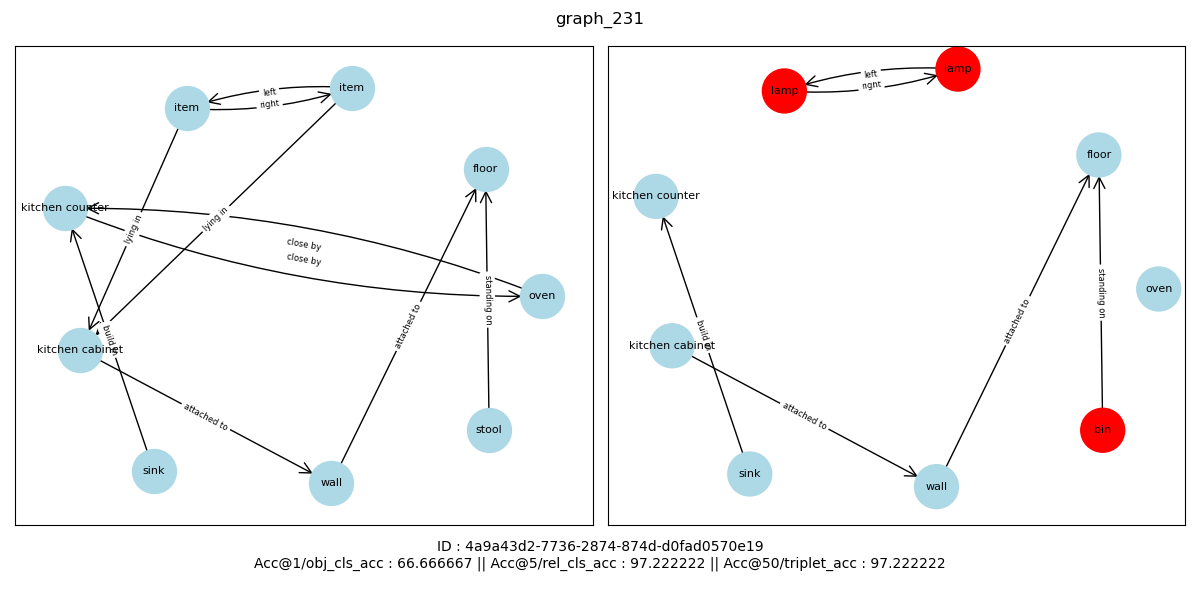 graph_231
item
item
left
right
floor
kitchen counter
lying in
lying in
close by
close by
oven
standing on
attached to
build in
kitchen cabinet
attached to
stool
sink
wall
lamp
lamp
left
right
floor
kitchen counter
oven
standing on
attached to
kitchen cabinet
attached to
bin
sink
wall
ID : 4a9a43d2-7736-2874-874d-d0fad0570e19
Acc@1/obj_cls_acc : 66.666667 || Acc@5/rel_cls_acc : 97.222222 || Acc@50/triplet_acc : 97.222222